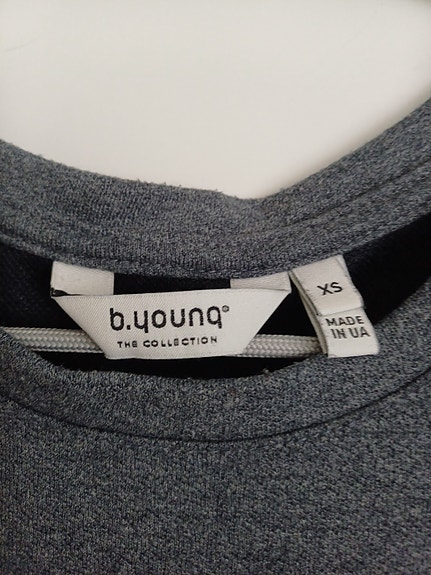 b.young®
THE COLLECTION
XS
MADE
IN UA